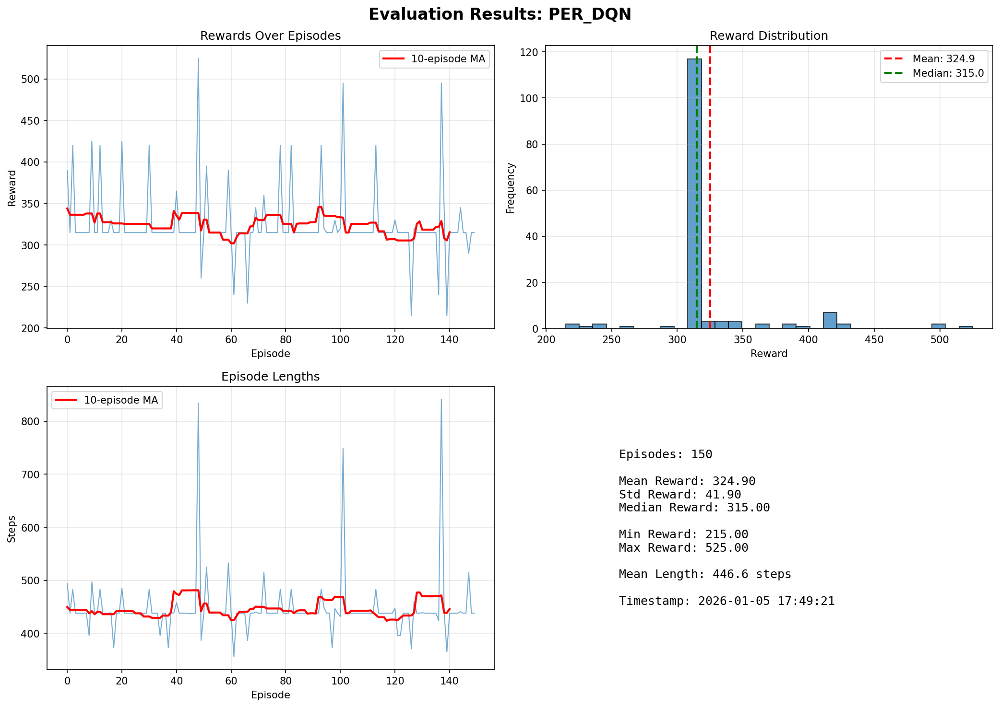 Evaluation Results: PER_DQN
Rewards Over Episodes
10-episode MA
Reward
500
450
400
350
300
250
200
0 20 40 60 80 100 120 140
Episode
Reward Distribution
Mean: 324.9
Median: 315.0
Frequency
120
100
80
60
40
20
0
200 250 300 350 400 450 500
Reward
Episode Lengths
10-episode MA
Steps
800
700
600
500
400
0 20 40 60 80 100 120 140
Episode
Episodes: 150
Mean Reward: 324.90
Std Reward: 41.90
Median Reward: 315.00
Min Reward: 215.00
Max Reward: 525.00
Mean Length: 446.6 steps
Timestamp: 2026-01-05 17:49:21